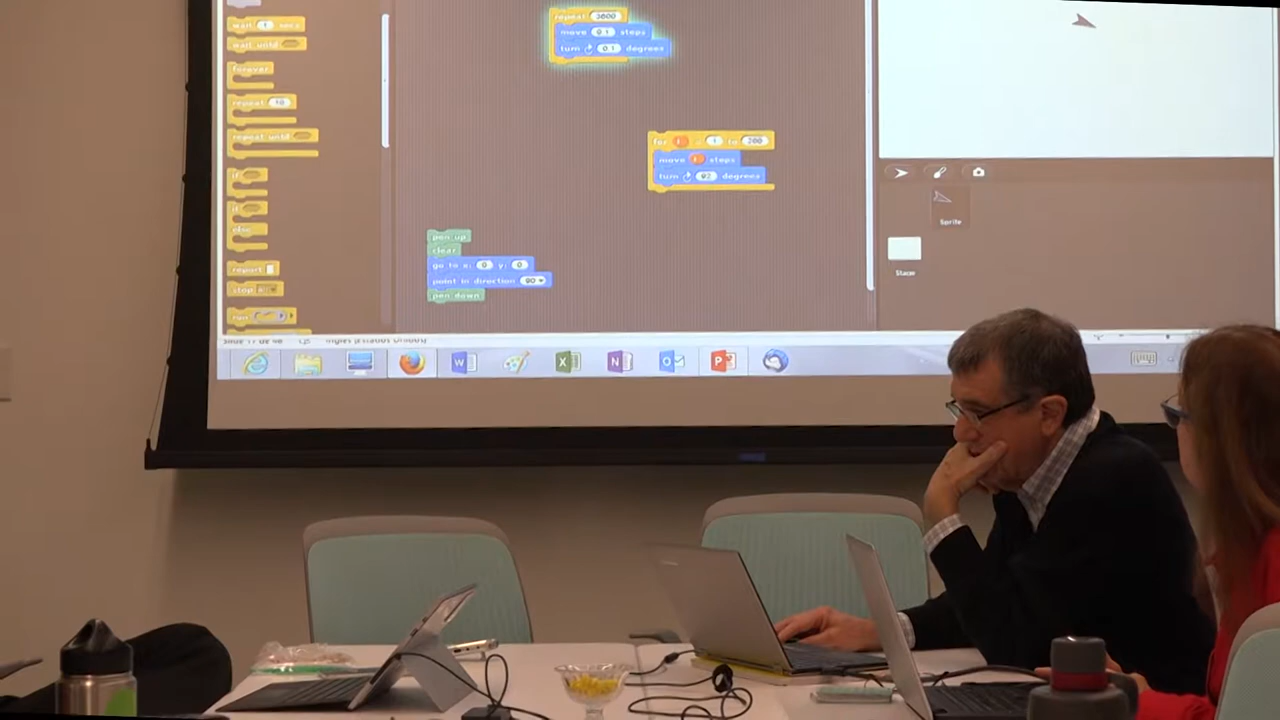 wait 1 secs
wait until
forever
repeat 10
repeat until
if
if
else
report
run
repeat 3600
move 0.1 steps
turn 0.1 degrees
for i = 1 to 200
move i steps
turn 92 degrees
pen up
clear
go to x: 0 y: 0
point in direction 90
pen down
Sprite
Stage